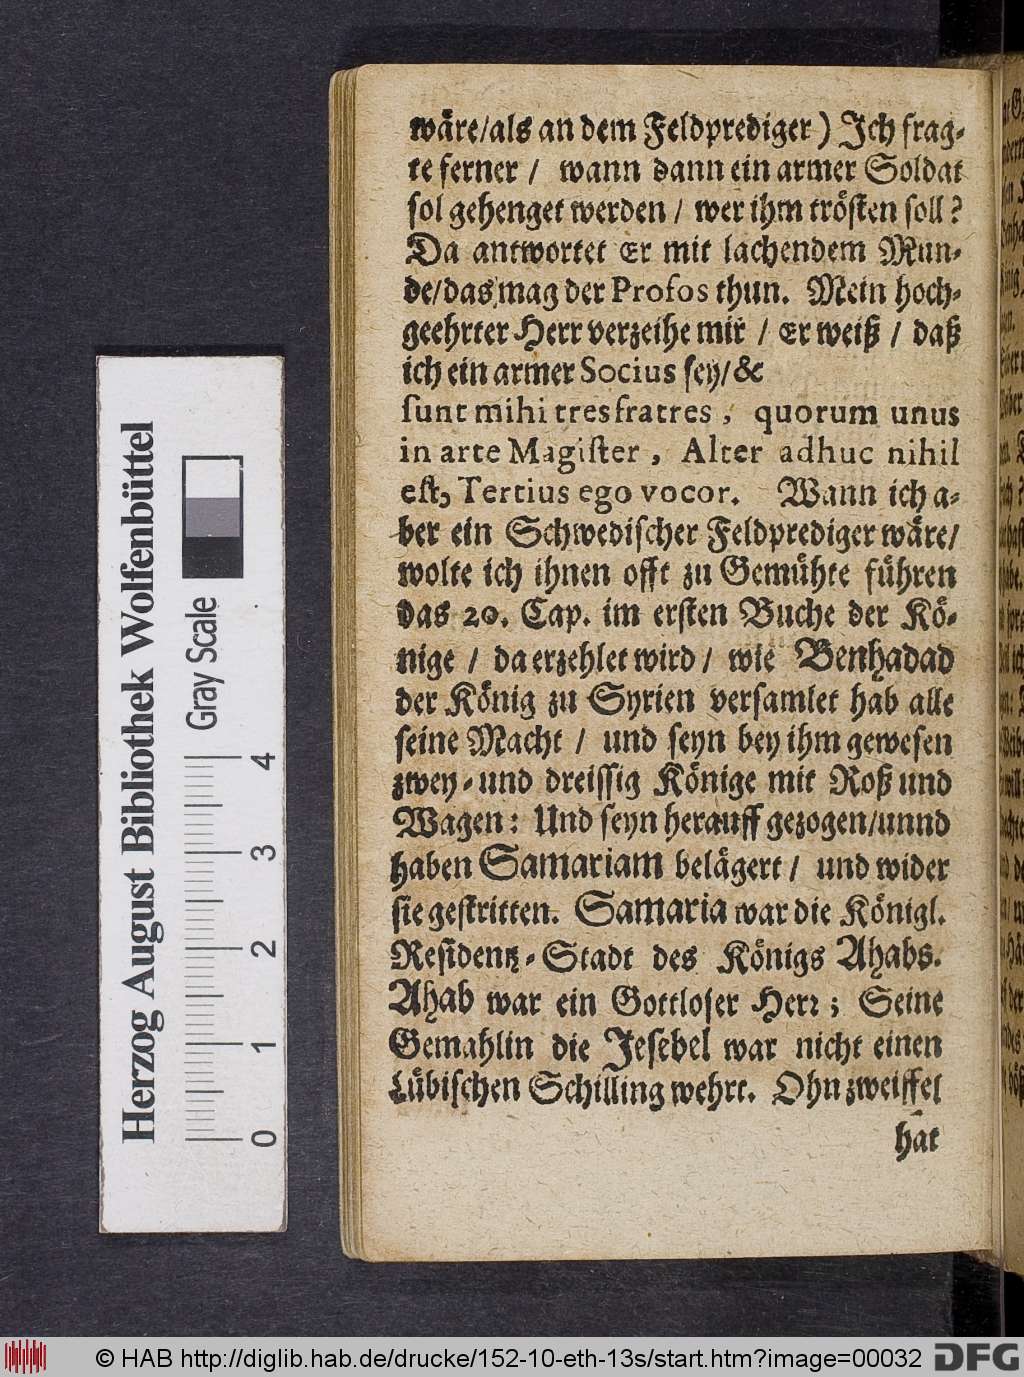 wäre/als an dem Feldprediger) Ich frag-
te ferner / wann dann ein armer Soldat
sol gehenget werden / wer ihm trösten soll?
Da antwortet Er mit lachendem Mun-
de/das mag der Profos thun. Mein hoch-
geehrter Herr verzeihe mir / Er weiß / daß
ich ein armer Socius sey/&
sunt mihi tres fratres, quorum unus
in arte Magister, Alter adhuc nihil
est, Tertius ego vocor. Wann ich a-
ber ein Schwedischer Feldprediger wäre/
wolte ich ihnen offt zu Gemühte führen
das 20. Cap. im ersten Buche der Kö-
nige / da erzehlet wird / wie Benhadad
der König zu Syrien versamlet hab alle
seine Macht / und seyn bey ihm gewesen
zwey-und dreissig Könige mit Roß und
Wagen: Und seyn herauff gezogen/unnd
haben Samariam belägert / und wider
sie gestritten. Samaria war die Königl.
Residentz-Stadt des Königs Ahabs.
Ahab war ein Gottloser Herr; Seine
Gemahlin die Jesebel war nicht einen
Lübischen Schilling wehrt. Ohn zweiffel
hat
Herzog August Bibliothek Wolfenbüttel
Gray Scale
0 1 2 3 4
© HAB http://diglib.hab.de/drucke/152-10-eth-13s/start.htm?image=00032
DFG